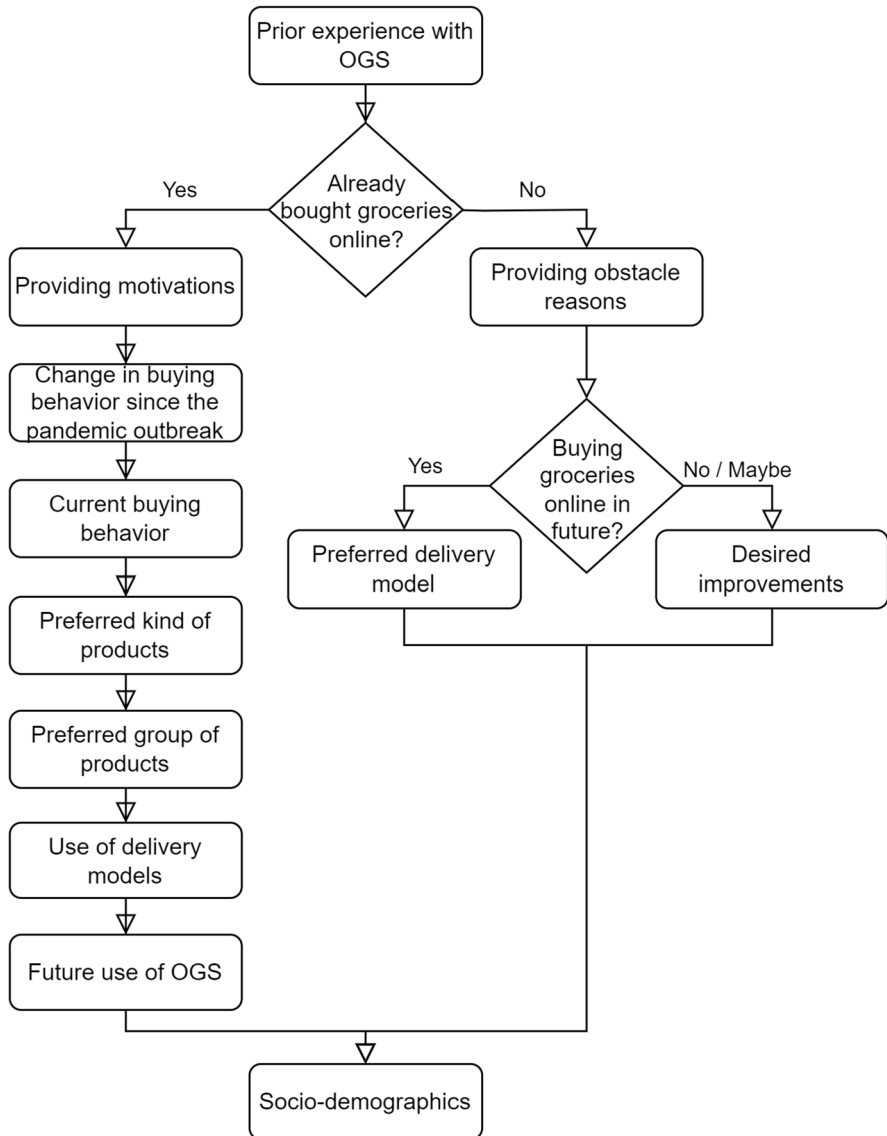 Prior experience with
OGS
Already
bought groceries
online?
Yes
No
Providing motivations
Change in buying
behavior since the
pandemic outbreak
Current buying
behavior
Preferred kind of
products
Preferred group of
products
Use of delivery
models
Future use of OGS
Providing obstacle
reasons
Buying
groceries
online in
future?
Yes
No / Maybe
Preferred delivery
model
Desired
improvements
Socio-demographics